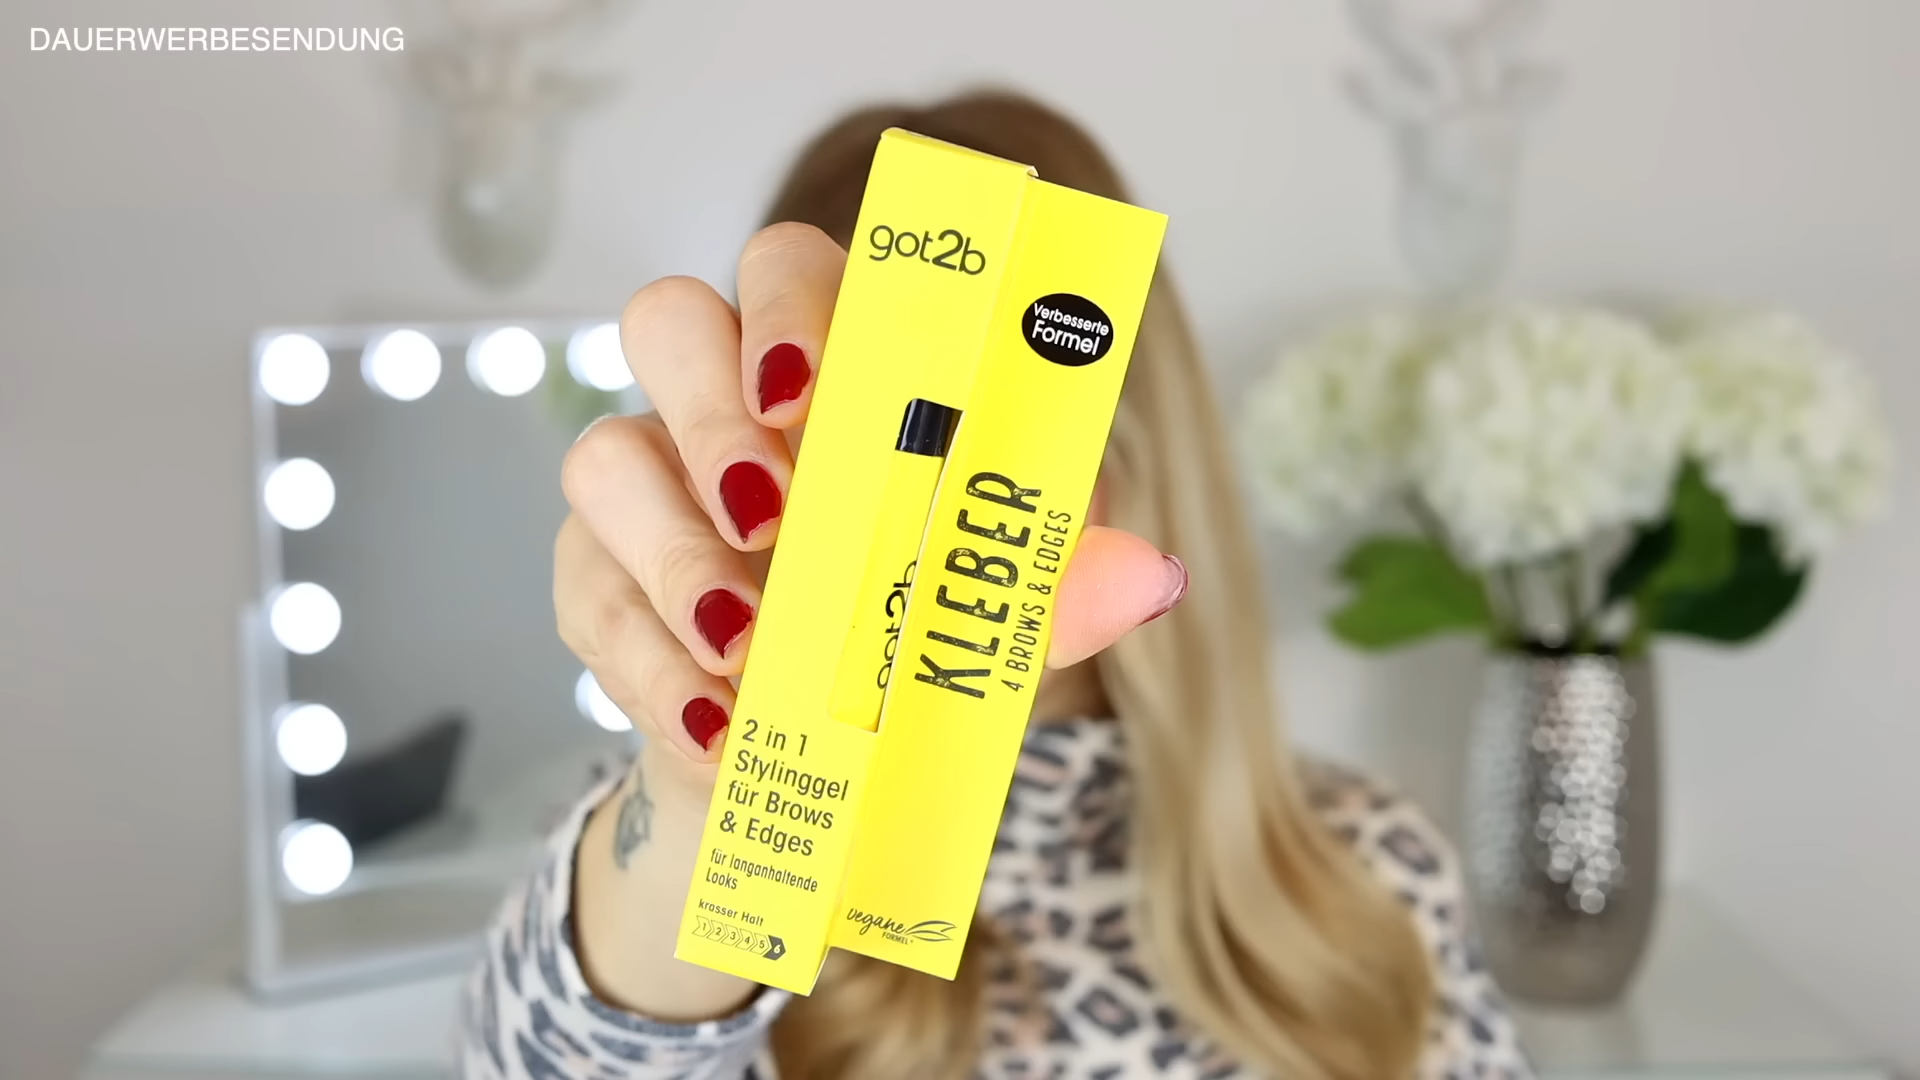 DAUERWERBESENDUNG
got2b
Verbesserte
Formel
got2b
KLEBER
4 BROWS & EDGES
2 in 1
Stylinggel
für Brows
& Edges
für langanhaltende
Looks
krasser Halt
1 2 3 4 5 6
vegane
FORMEL*